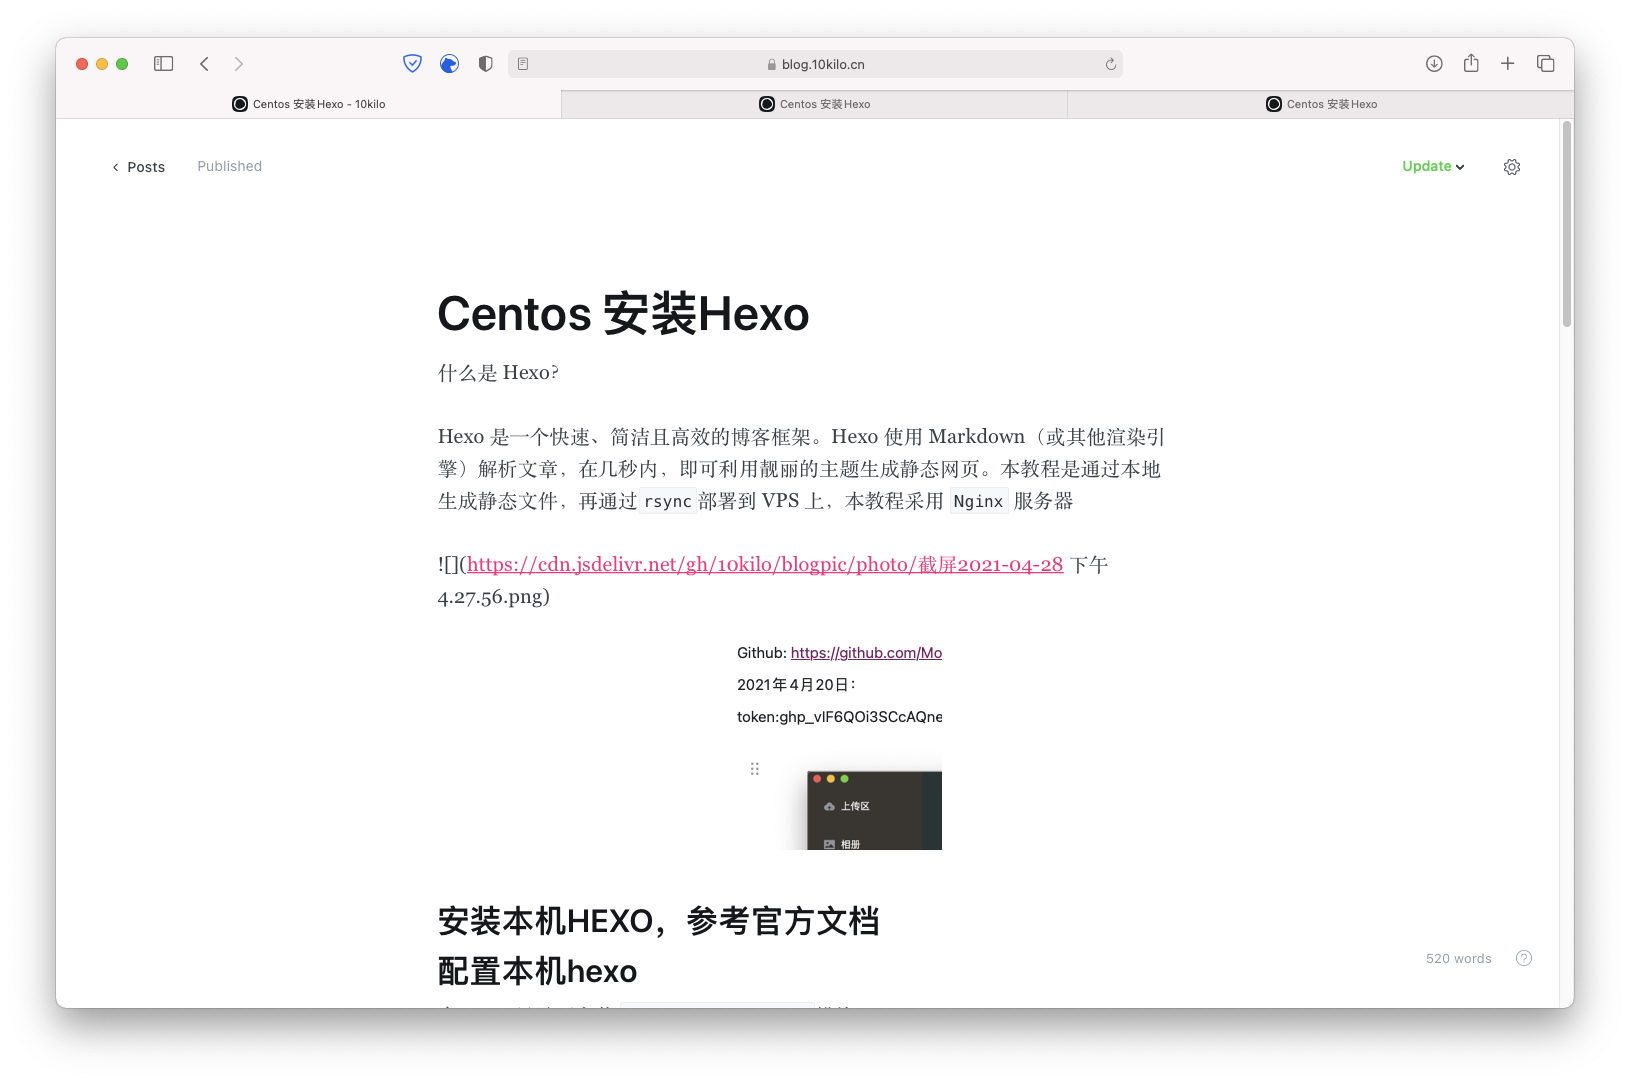 blog.10kilo.cn
Centos 安装Hexo - 10kilo
Centos 安装Hexo
Centos 安装Hexo
Posts
Published
Update
Centos 安装Hexo
什么是 Hexo？
Hexo 是一个快速、简洁且高效的博客框架。Hexo 使用 Markdown（或其他渲染引
擎）解析文章，在几秒内，即可利用靓丽的主题生成静态网页。本教程是通过本地
生成静态文件，再通过 rsync 部署到 VPS 上，本教程采用 Nginx 服务器
![](https://cdn.jsdelivr.net/gh/10kilo/blogpic/photo/截屏2021-04-28 下午
4.27.56.png)
Github: https://github.com/Mo
2021年4月20日：
token:ghp_vlF6QOi3SCcAQne
上传区
相册
安装本机HEXO，参考官方文档
配置本机hexo
520 words